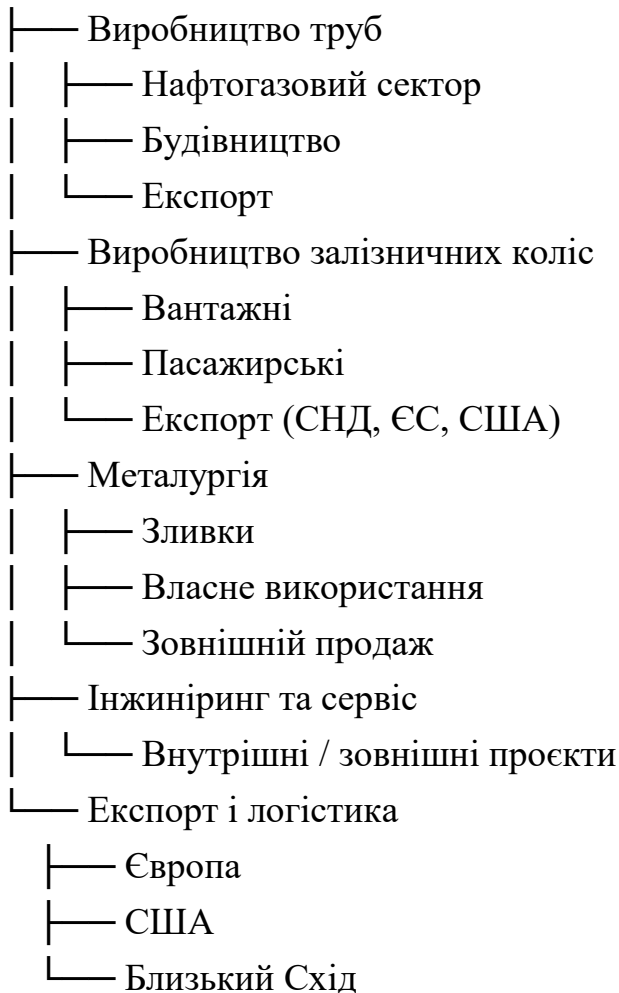 ├── Виробництво труб
│ ├── Нафтогазовий сектор
│ ├── Будівництво
│ └── Експорт
├── Виробництво залізничних коліс
│ ├── Вантажні
│ ├── Пасажирські
│ └── Експорт (СНД, ЄС, США)
├── Металургія
│ ├── Зливки
│ ├── Власне використання
│ └── Зовнішній продаж
├── Інжиніринг та сервіс
│ └── Внутрішні / зовнішні проєкти
└── Експорт і логістика
├── Європа
├── США
└── Близький Схід